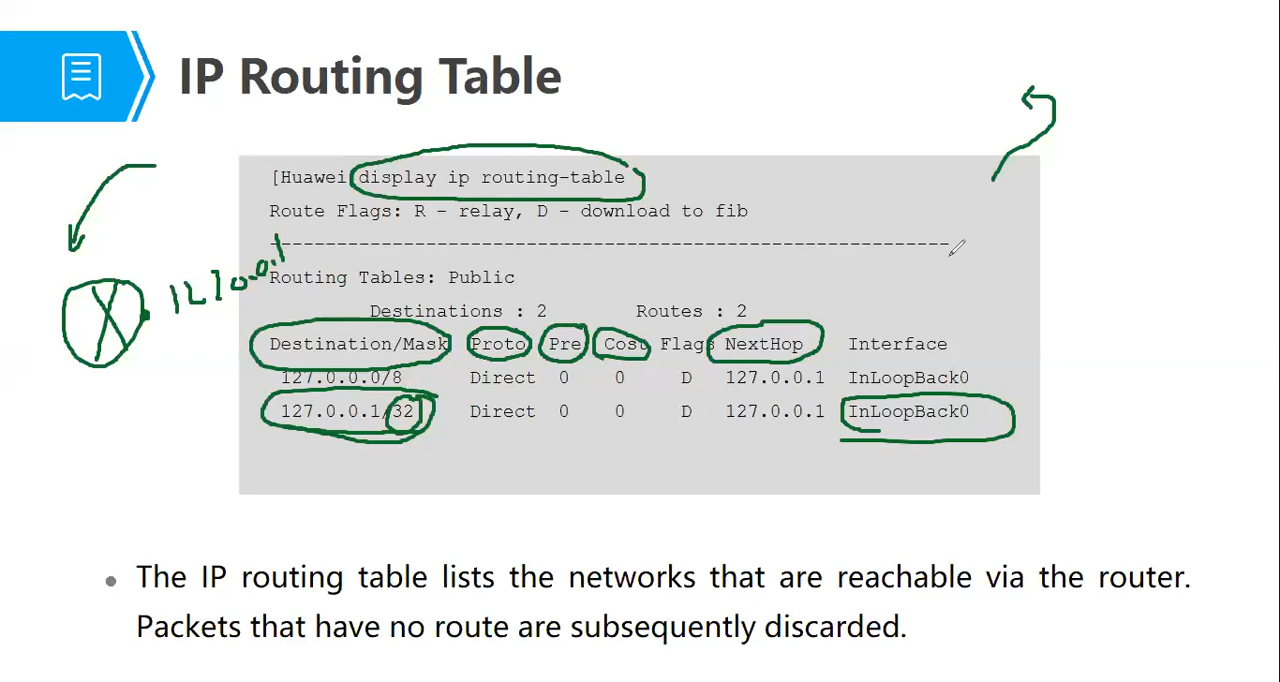 IP Routing Table
[Huawei display ip routing-table
Route Flags: R - relay, D - download to fib
------------------------------------------------------------
Routing Tables: Public
Destinations : 2 Routes : 2
Destination/Mask Proto Pre Cost Flags NextHop Interface
127.0.0.0/8 Direct 0 0 D 127.0.0.1 InLoopBack0
127.0.0.1/32 Direct 0 0 D 127.0.0.1 InLoopBack0
127.0.0.1
• The IP routing table lists the networks that are reachable via the router.
Packets that have no route are subsequently discarded.